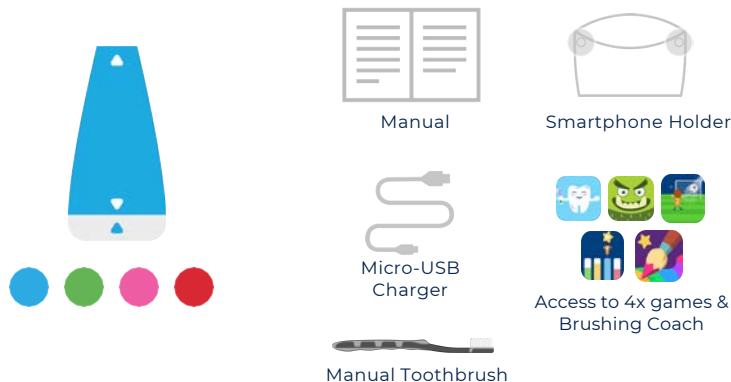 Manual
Smartphone Holder
Micro-USB
Charger
Access to 4x games &
Brushing Coach
Manual Toothbrush